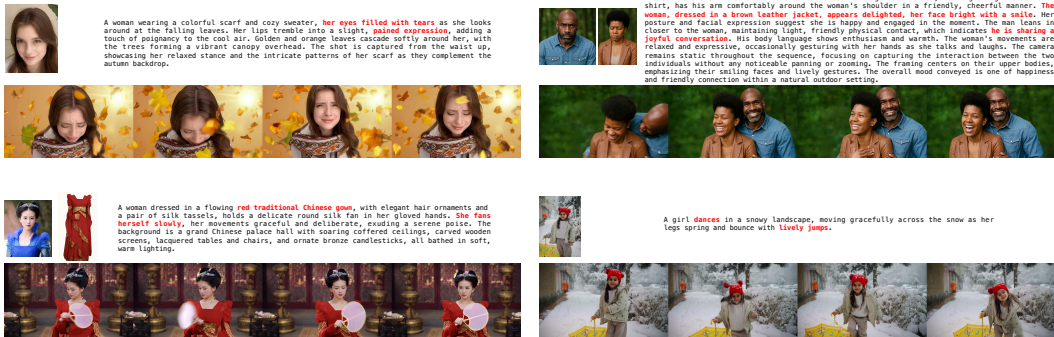 A woman wearing a colorful scarf and cozy sweater, her eyes filled with tears as she looks
around at the falling leaves. Her lips tremble into a slight, pained expression, adding a
touch of poignancy to the cool air. Golden and orange leaves cascade softly around her, with
the trees forming a vibrant canopy overhead. The shot is captured from the waist up,
showcasing her relaxed stance and the intricate patterns of her scarf as they complement the
autumn backdrop.
shirt, has his arm comfortably around the woman's shoulder in a friendly, cheerful manner. The
woman, dressed in a brown leather jacket, appears delighted, her face bright with a smile. Her
posture and facial expression suggest she is happy and engaged in the moment. The man leans in
closer to the woman, maintaining light, friendly physical contact, which indicates he is sharing a
joyful conversation. His body language shows enthusiasm and warmth. The woman's movements are
relaxed and expressive, occasionally gesturing with her hands as she talks and laughs. The camera
remains static throughout the sequence, focusing on capturing the interaction between the two
individuals without any noticeable panning or zooming. The framing centers on their upper bodies,
emphasizing their smiling faces and lively gestures. The overall mood conveyed is one of happiness
and friendly connection within a natural outdoor setting.
A woman dressed in a flowing red traditional Chinese gown, with elegant hair ornaments and
a pair of silk tassels, holds a delicate round silk fan in her gloved hands. She fans
herself slowly, her movements graceful and deliberate, exuding a serene poise. The
background is a grand Chinese palace hall with soaring coffered ceilings, carved wooden
screens, lacquered tables and chairs, and ornate bronze candlesticks, all bathed in soft,
warm lighting.
A girl dances in a snowy landscape, moving gracefully across the snow as her
legs spring and bounce with lively jumps.